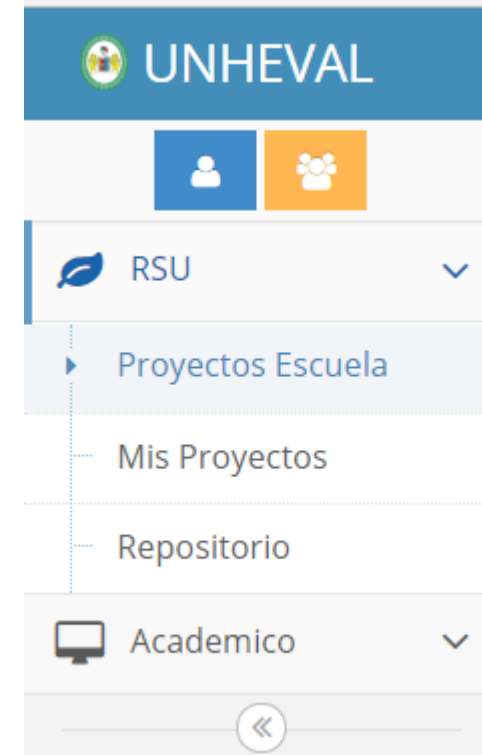 UNHEVAL
RSU
Proyectos Escuela
Mis Proyectos
Repositorio
Academico